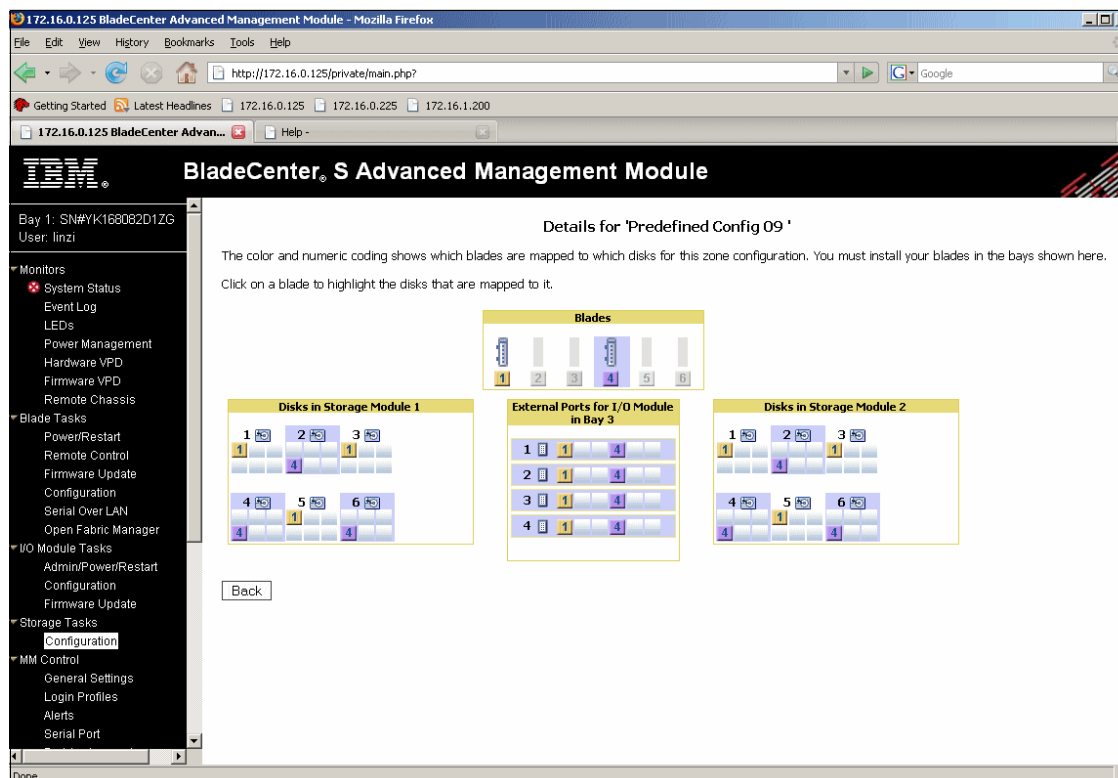 172.16.0.125 BladeCenter Advanced Management Module - Mozilla Firefox
File Edit View History Bookmarks Tools Help
http://172.16.0.125/private/main.php?
G Google
Getting Started Latest Headlines 172.16.0.125 172.16.0.225 172.16.1.200
172.16.0.125 BladeCenter Advan... Help -
IBM® BladeCenter® S Advanced Management Module
Bay 1: SN#YK168082D1ZG
User: linzi
Monitors
System Status
Event Log
LEDs
Power Management
Hardware VPD
Firmware VPD
Remote Chassis
Blade Tasks
Power/Restart
Remote Control
Firmware Update
Configuration
Serial Over LAN
Open Fabric Manager
I/O Module Tasks
Admin/Power/Restart
Configuration
Firmware Update
Storage Tasks
Configuration
MM Control
General Settings
Login Profiles
Alerts
Serial Port
Details for 'Predefined Config 09 '
The color and numeric coding shows which blades are mapped to which disks for this zone configuration. You must install your blades in the bays shown here.
Click on a blade to highlight the disks that are mapped to it.
Blades
1 2 3 4 5 6
Disks in Storage Module 1
1 2 3
1 1
4
4 5 6
1
4 4
External Ports for I/O Module
in Bay 3
1 1 4
2 1 4
3 1 4
4 1 4
Disks in Storage Module 2
1 2 3
1 1
4
4 5 6
1
4 4
Back
Done